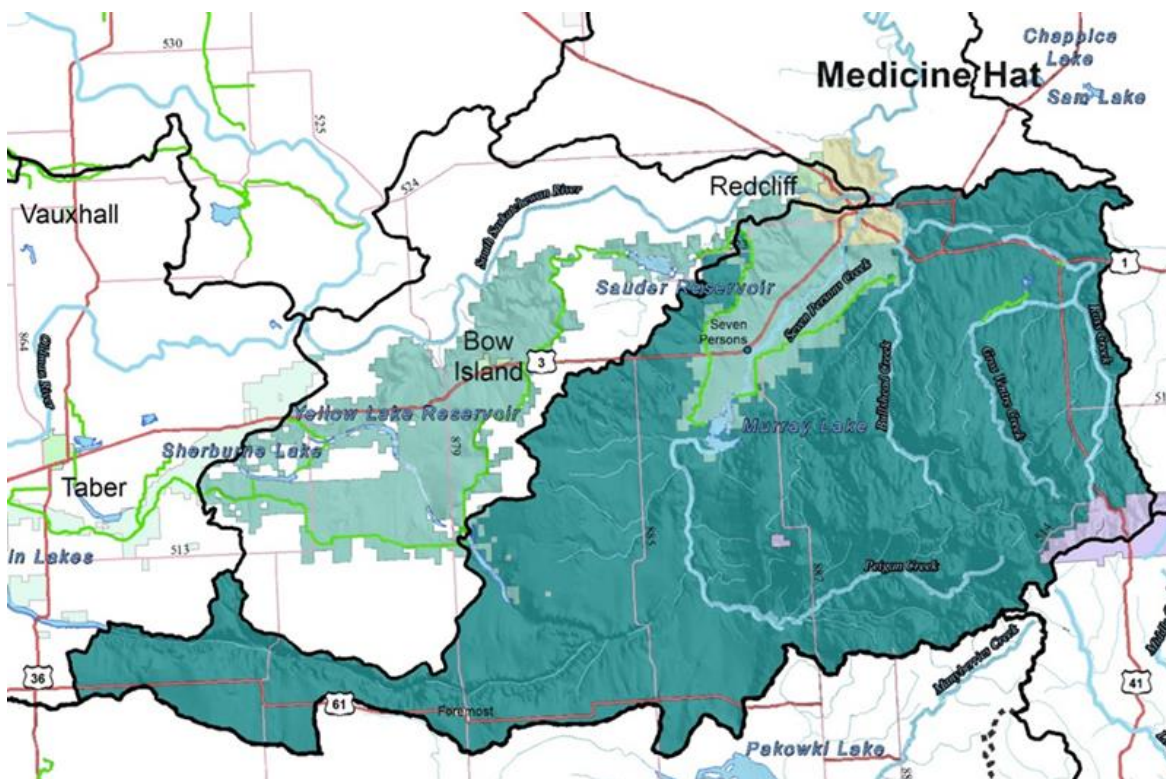 530
Chappice
Lake
Medicine Hat
Sam Lake
525
524
Redcliff
Vauxhall
South Saskatchewan River
1
Sauder Reservoir
Seven
Persons
Seven Persons Creek
864
Oldman River
Bow
Island
3
Ross Creek
Bullshead Creek
Gros Ventre Creek
Yellow Lake Reservoir
Murray Lake
879
Sherburne Lake
Taber
513
in Lakes
885
887
514
Peigan Creek
Manyberries Creek
36
61
41
Foremost
Pakowki Lake